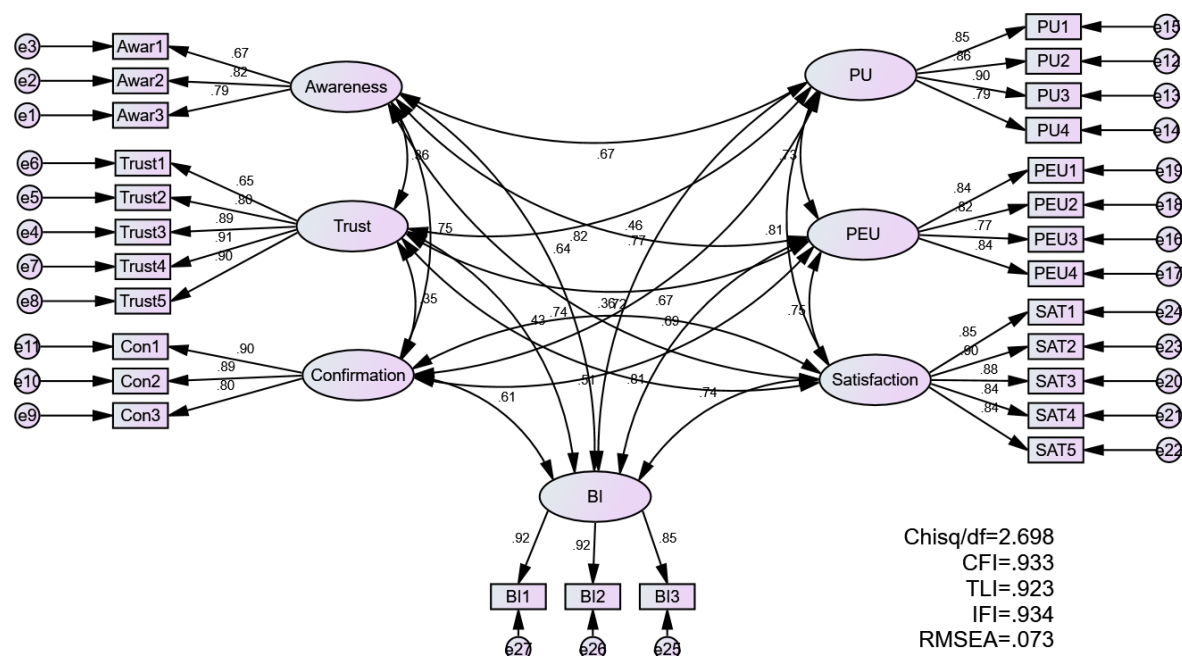 e3 Awar1 .67
e2 Awar2 .82
e1 Awar3 .79
Awareness
e6 Trust1 .65
e5 Trust2 .80
e4 Trust3 .89
e7 Trust4 .91
e8 Trust5 .90
Trust
e11 Con1 .90
e10 Con2 .89
e9 Con3 .80
Confirmation
PU
.85 PU1 e15
.86 PU2 e12
.90 PU3 e13
.79 PU4 e14
PEU
.84 PEU1 e19
.82 PEU2 e18
.77 PEU3 e16
.84 PEU4 e17
Satisfaction
.85 SAT1 e24
.90 SAT2 e23
.88 SAT3 e20
.84 SAT4 e21
.84 SAT5 e22
.67
.73
.75
.46
.82
.77
.81
.64
.67
.74
.43
.69
.75
.81
.74
.61
BI
.92
.92
.85
BI1
BI2
BI3
e27
e26
e25
Chisq/df=2.698
CFI=.933
TLI=.923
IFI=.934
RMSEA=.073